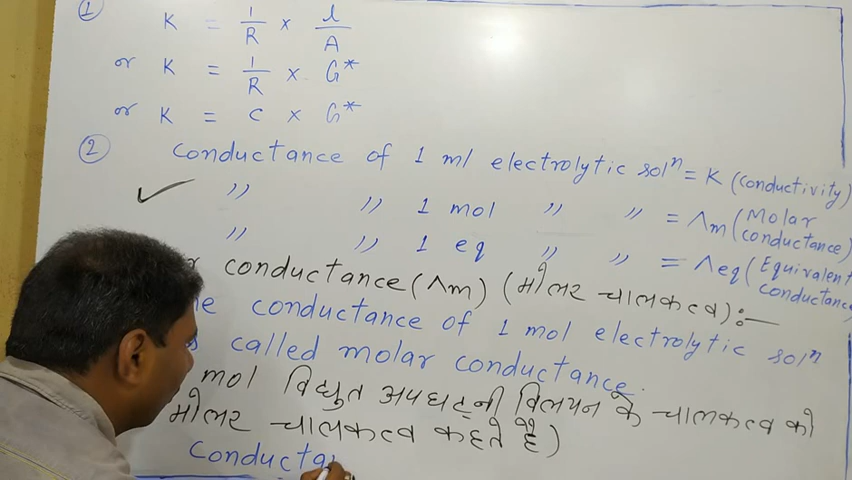 ① K = 1/R × l/A
or K = 1/R × G*
or K = C × G*
② Conductance of 1 ml electrolytic solⁿ = K (conductivity)
〃 〃 1 mol 〃 〃 = Λm (Molar conductance)
〃 〃 1 eq 〃 〃 = Λeq (Equivalent conductance
conductance (Λm) (मोलर चालकत्व) :—
conductance of 1 mol electrolytic solⁿ
called molar conductance.
mol विद्युत अपघट्नी विलयन के चालकत्व को
मोलर चालकत्व कहते है)
Conducta